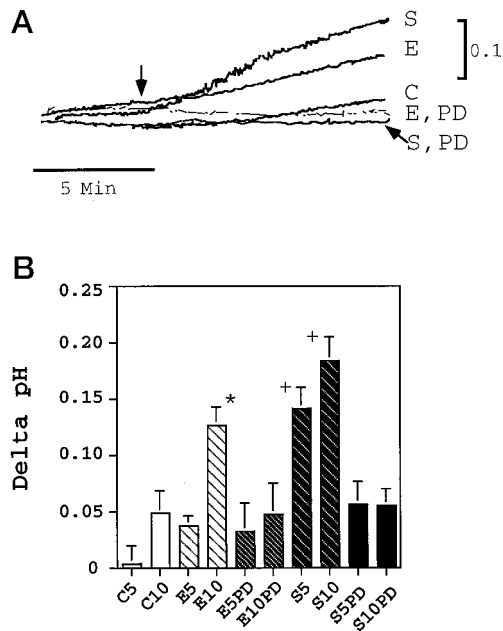 A
S
E
0.1
C
E, PD
S, PD
5 Min
B
Delta pH
0.25
0.20
0.15
0.10
0.05
0
*
+
+
C5
C10
E5
E10
E5PD
E10PD
S5
S10
S5PD
S10PD